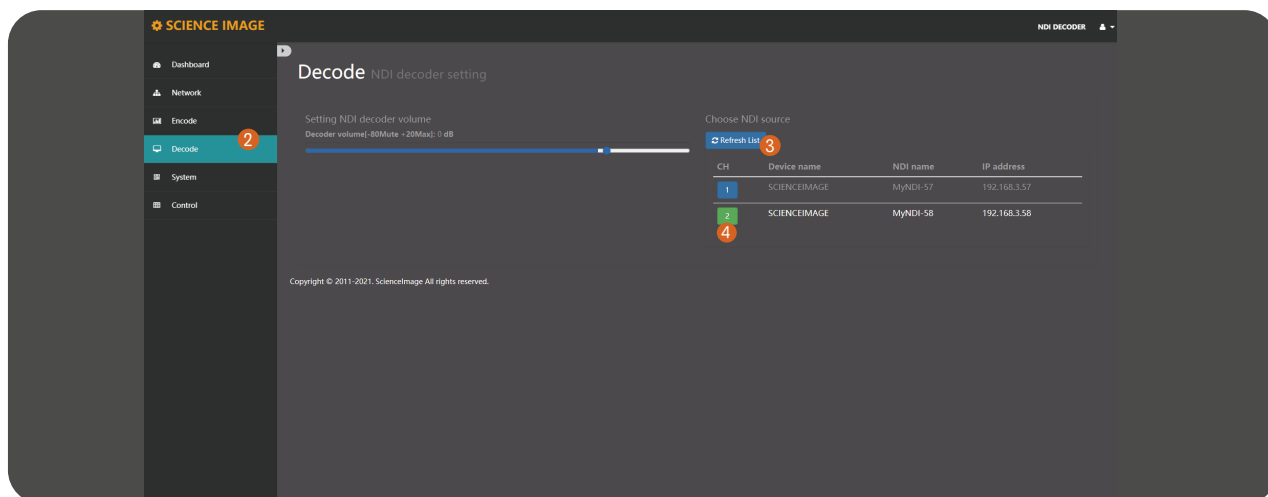 SCIENCE IMAGE
NDI DECODER
Dashboard
Network
Encode
Decode
2
System
Control
Decode NDI decoder setting
Setting NDI decoder volume
Decoder volume[-80Mute +20Max]: 0 dB
Choose NDI source
Refresh List
3
CH Device name NDI name IP address
1 SCIENCEIMAGE MyNDI-57 192.168.3.57
2 SCIENCEIMAGE MyNDI-58 192.168.3.58
4
Copyright © 2011-2021. ScienceImage All rights reserved.